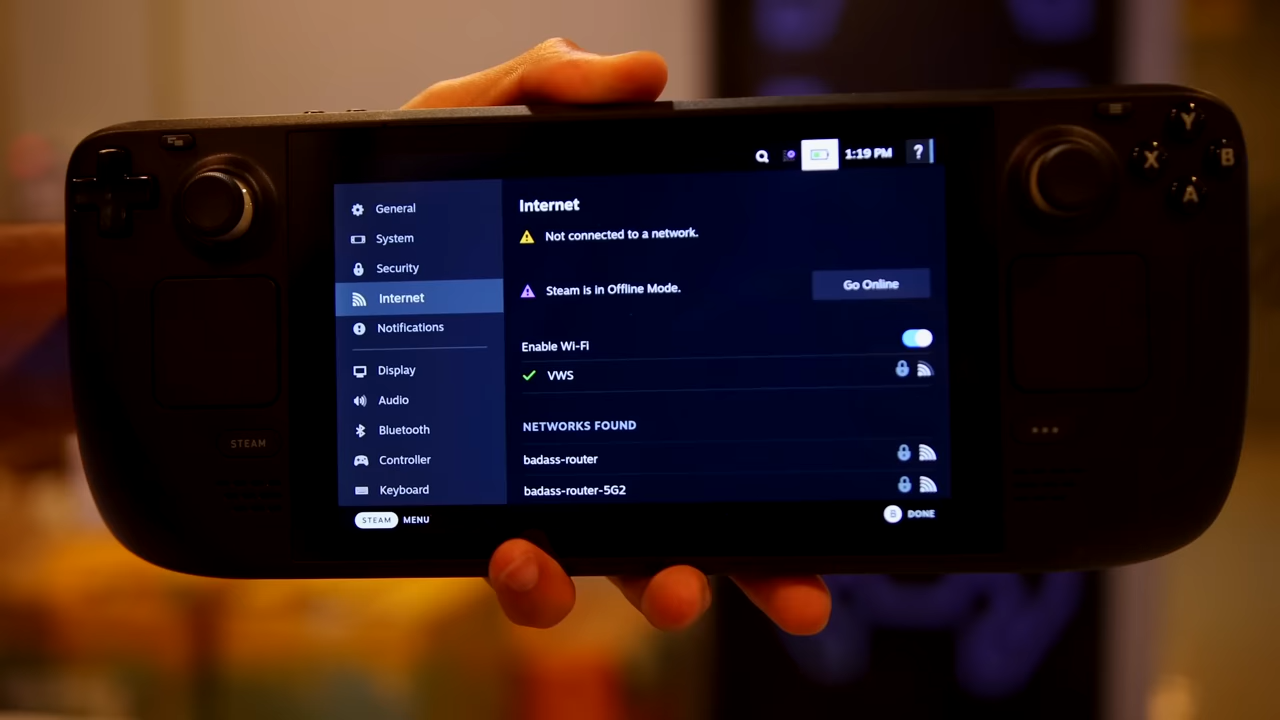 1:19 PM ?
General
System
Security
Internet
Notifications
Display
Audio
Bluetooth
Controller
Keyboard
Internet
Not connected to a network.
Steam is in Offline Mode.
Go Online
Enable Wi-Fi
VWS
NETWORKS FOUND
badass-router
badass-router-5G2
STEAM MENU
B DONE
STEAM
Y
X
B
A